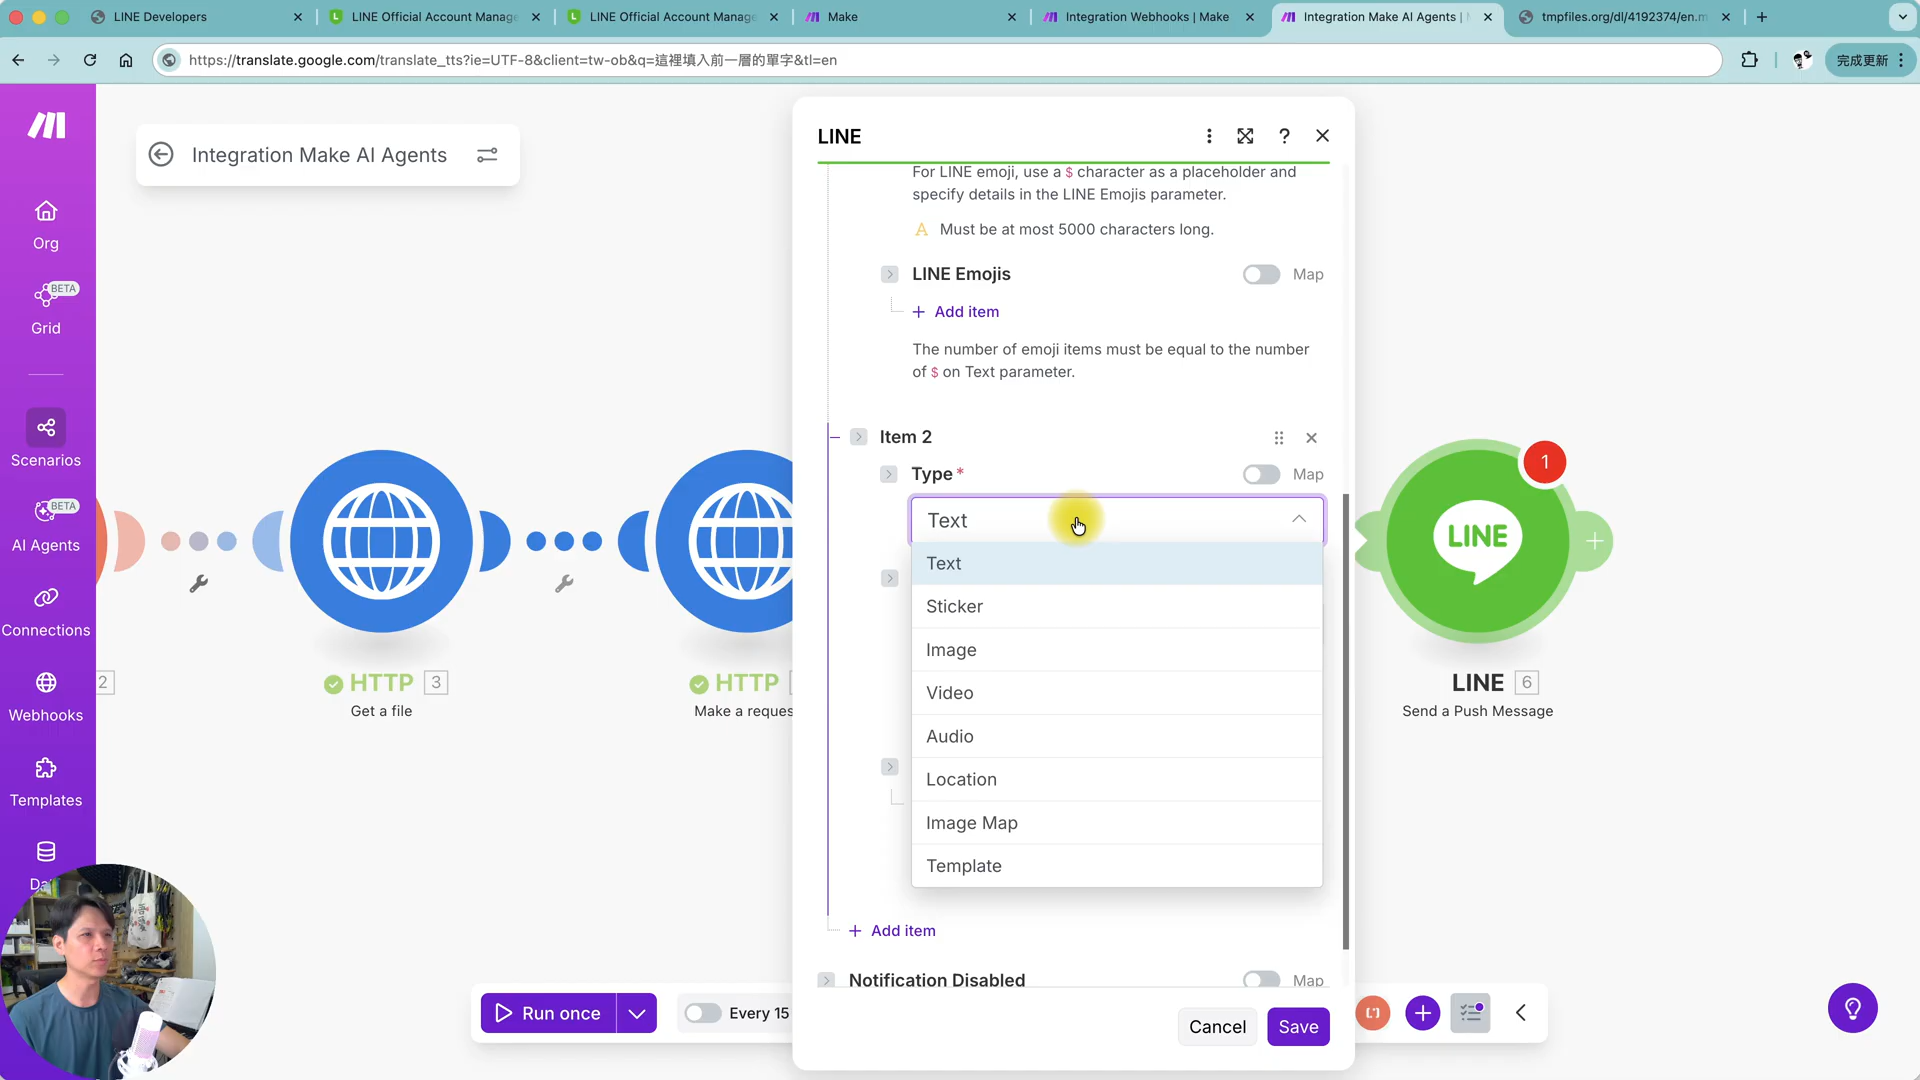 LINE Developers
LINE Official Account Manage
LINE Official Account Manage
Make
Integration Webhooks | Make
Integration Make AI Agents |
tmpfiles.org/dl/4192374/en.m
https://translate.google.com/translate_tts?ie=UTF-8&client=tw-ob&q=這裡填入前一層的單字&tl=en
完成更新
Integration Make AI Agents
Org
BETA
Grid
Scenarios
BETA
AI Agents
Connections
Webhooks
Templates
2
HTTP 3
Get a file
HTTP
Make a reques
LINE
For LINE emoji, use a $ character as a placeholder and
specify details in the LINE Emojis parameter.
A Must be at most 5000 characters long.
LINE Emojis
Map
+ Add item
The number of emoji items must be equal to the number
of $ on Text parameter.
Item 2
Type *
Map
Text
Text
Sticker
Image
Video
Audio
Location
Image Map
Template
+ Add item
Notification Disabled
Map
Cancel
Save
1
LINE
LINE 6
Send a Push Message
Run once
Every 15